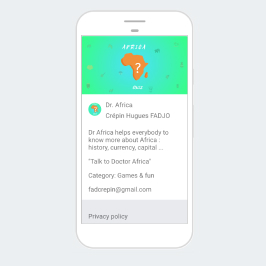 AFRICA
?
Quiz
Dr. Africa
Crépin Hugues FADJO
Dr Africa helps everybody to
know more about Africa :
history, currency, capital ...
"Talk to Doctor Africa"
Category: Games & fun
fadcrepin@gmail.com
Privacy policy